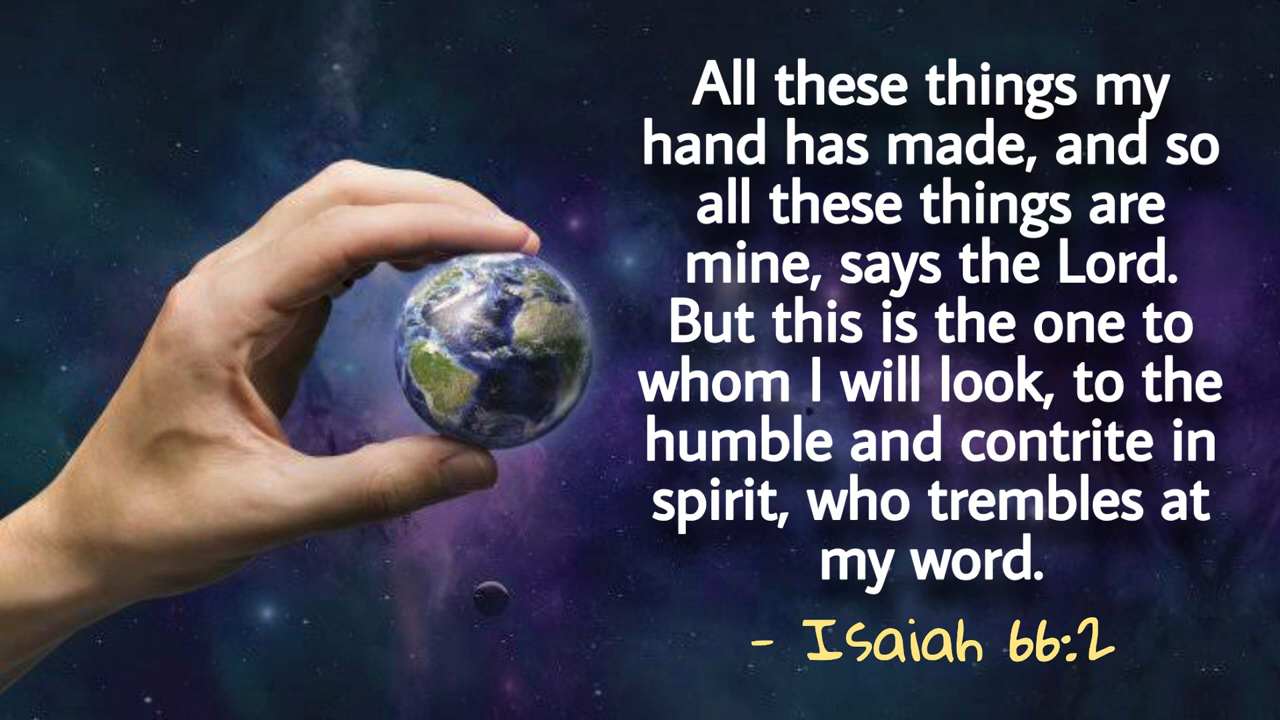 All these things my
hand has made, and so
all these things are
mine, says the Lord.
But this is the one to
whom I will look, to the
humble and contrite in
spirit, who trembles at
my word.
- Isaiah 66:2